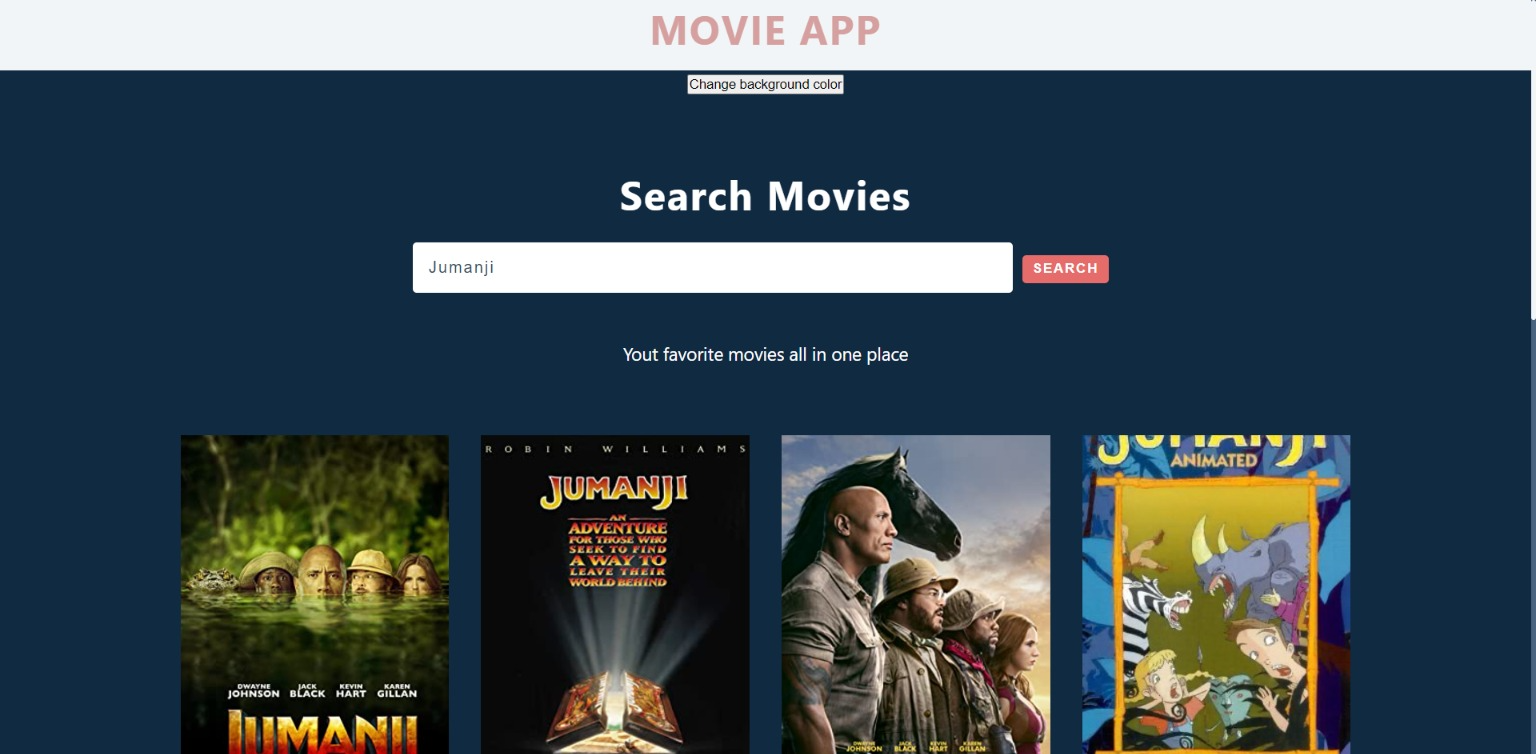 MOVIE APP
Change background color
Search Movies
Jumanji
SEARCH
Yout favorite movies all in one place
DWAYNE JOHNSON JACK BLACK KEVIN HART KAREN GILLAN
JUMANJI
ROBIN WILLIAMS
JUMANJI
AN
ADVENTURE
FOR THOSE WHO
SEEK TO FIND
A WAY TO
LEAVE THEIR
WORLD BEHIND
DWAYNE JOHNSON JACK BLACK KEVIN HART KAREN GILLAN
JUMANJI
ANIMATED